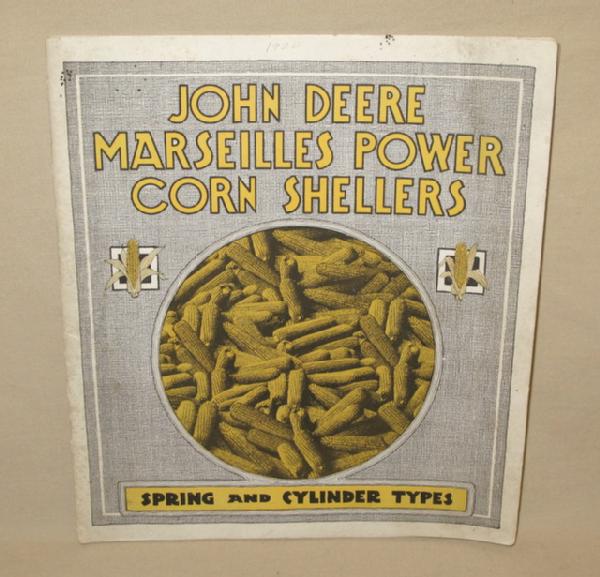 JOHN DEERE
MARSEILLES POWER
CORN SHELLERS
SPRING AND CYLINDER TYPES